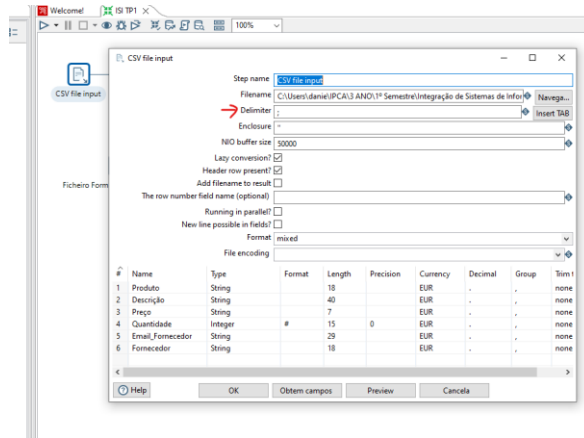 Welcome! ISI TP1
100%
CSV file input
Step name CSV file input
Filename C:\Users\danie\IPCA\3 ANO\1º Semestre\Integração de Sistemas de Infor Navega...
Delimiter ; Insert TAB
Enclosure "
NIO buffer size 50000
Lazy conversion?
Header row present?
Add filename to result
The row number field name (optional)
Running in parallel?
New line possible in fields?
Format mixed
File encoding
CSV file input
Ficheiro Form
# Name Type Format Length Precision Currency Decimal Group Trim t
1 Produto String 18 EUR . , none
2 Descrição String 40 EUR . , none
3 Preço String 7 EUR . , none
4 Quantidade Integer # 15 0 EUR . , none
5 Email_Fornecedor String 29 EUR . , none
6 Fornecedor String 18 EUR . , none
Help OK Obtem campos Preview Cancela